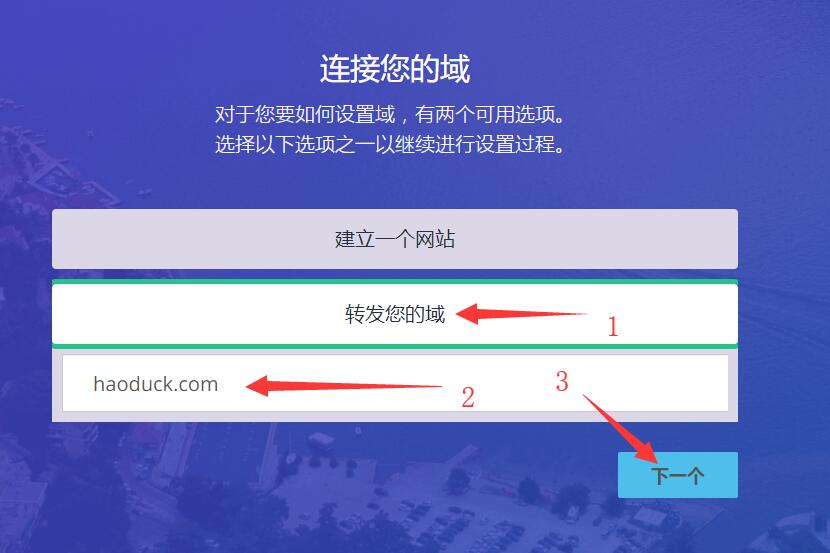 连接您的域
对于您要如何设置域，有两个可用选项。
选择以下选项之一以继续进行设置过程。
建立一个网站
转发您的域
1
haoduck.com
2
3
下一个